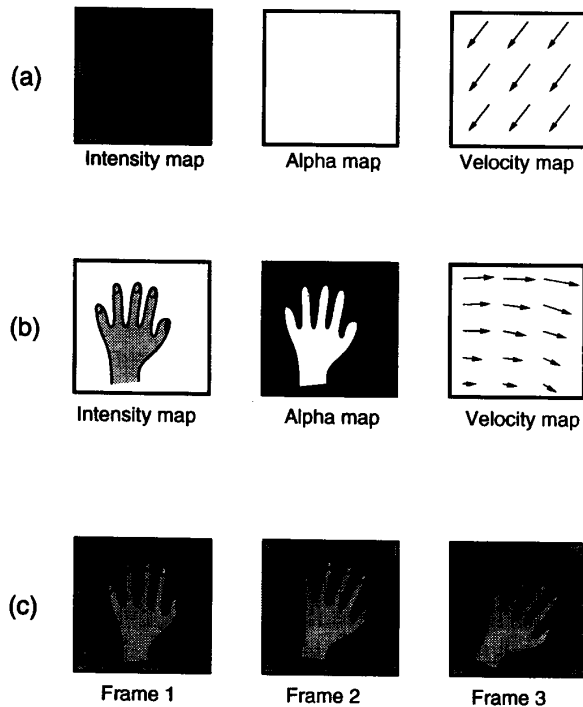 (a)
Intensity map Alpha map Velocity map
(b)
Intensity map Alpha map Velocity map
(c)
Frame 1 Frame 2 Frame 3